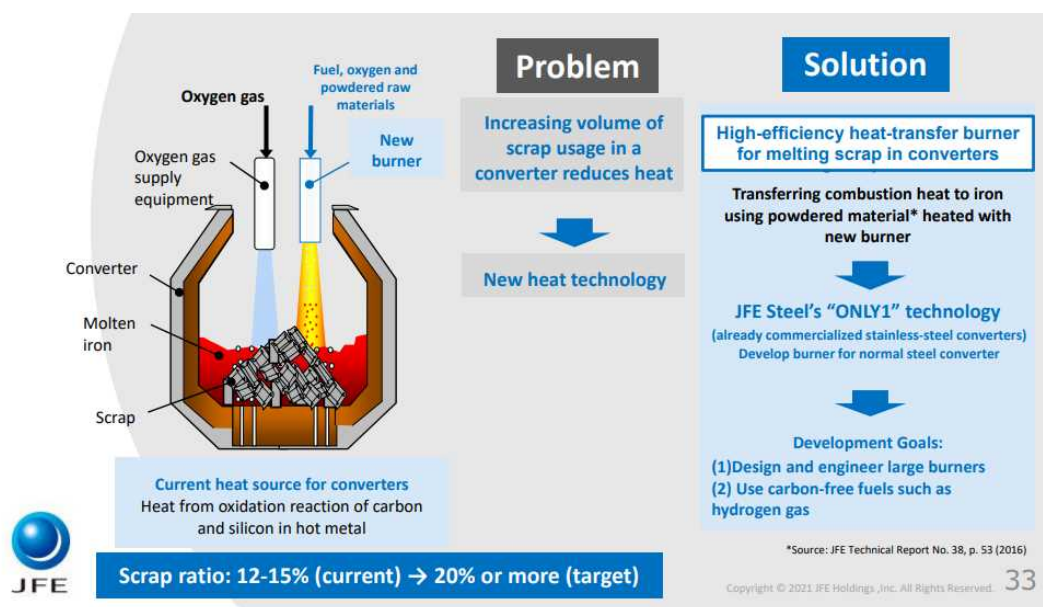 Problem
Solution
Fuel, oxygen and
powdered raw
materials
Oxygen gas
New
burner
Oxygen gas
supply
equipment
Converter
Molten
iron
Scrap
Current heat source for converters
Heat from oxidation reaction of carbon
and silicon in hot metal
Increasing volume of
scrap usage in a
converter reduces heat
New heat technology
High-efficiency heat-transfer burner
for melting scrap in converters
Transferring combustion heat to iron
using powdered material* heated with
new burner
JFE Steel's “ONLY1” technology
(already commercialized stainless-steel converters)
Develop burner for normal steel converter
Development Goals:
(1)Design and engineer large burners
(2) Use carbon-free fuels such as
hydrogen gas
*Source: JFE Technical Report No. 38, p. 53 (2016)
JFE
Scrap ratio: 12-15% (current) → 20% or more (target)
Copyright © 2021 JFE Holdings ,Inc. All Rights Reserved. 33